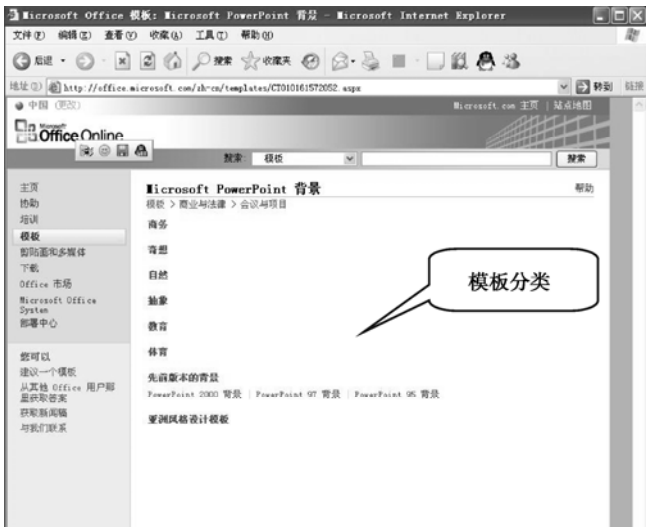 Microsoft Office 模板: Microsoft PowerPoint 背景 - Microsoft Internet Explorer
文件(F) 编辑(E) 查看(V) 收藏(A) 工具(T) 帮助(H)
后退 搜索 收藏夹
地址(D) http://office.microsoft.com/zh-cn/templates/CT010161572052.aspx 转到 链接
中国 (更改) Microsoft.com 主页 | 站点地图
Microsoft Office Online
搜索: 模板 搜索
主页
协助
培训
模板
剪贴画和多媒体
下载
Office 市场
Microsoft Office System
部署中心
您可以
建议一个模板
从其他 Office 用户那里获取答案
获取新闻稿
与我们联系
Microsoft PowerPoint 背景 帮助
模板 > 商业与法律 > 会议与项目
商务
奇想
自然
抽象
教育
体育
先前版本的背景
PowerPoint 2000 背景 | PowerPoint 97 背景 | PowerPoint 95 背景
亚洲风格设计模板
模板分类